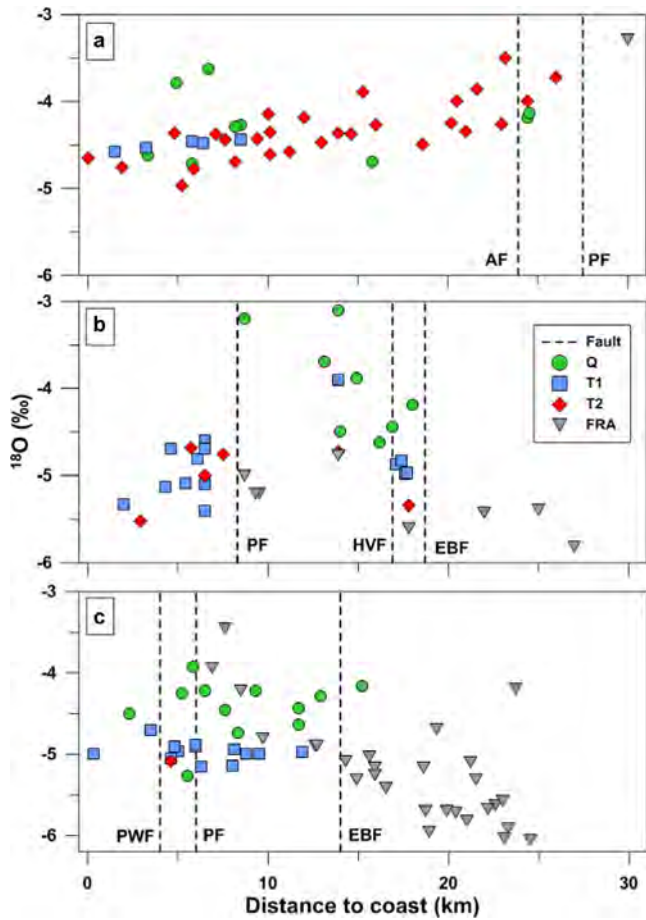 a
-3
-4
-5
-6
AF
PF
b
-3
-4
-5
-6
PF
HVF
EBF
Fault
Q
T1
T2
FRA
18O (‰)
c
-3
-4
-5
-6
PWF
PF
EBF
0
10
20
30
Distance to coast (km)